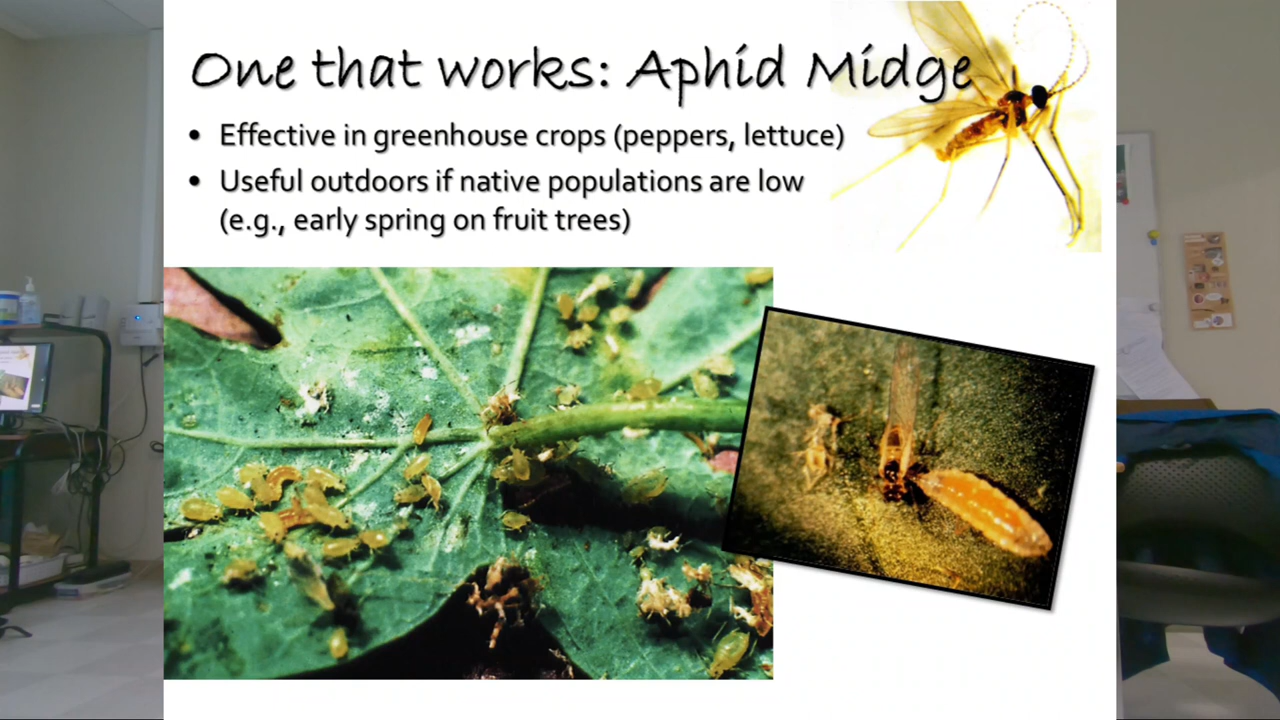 One that works: Aphid Midge
• Effective in greenhouse crops (peppers, lettuce)
• Useful outdoors if native populations are low
(e.g., early spring on fruit trees)